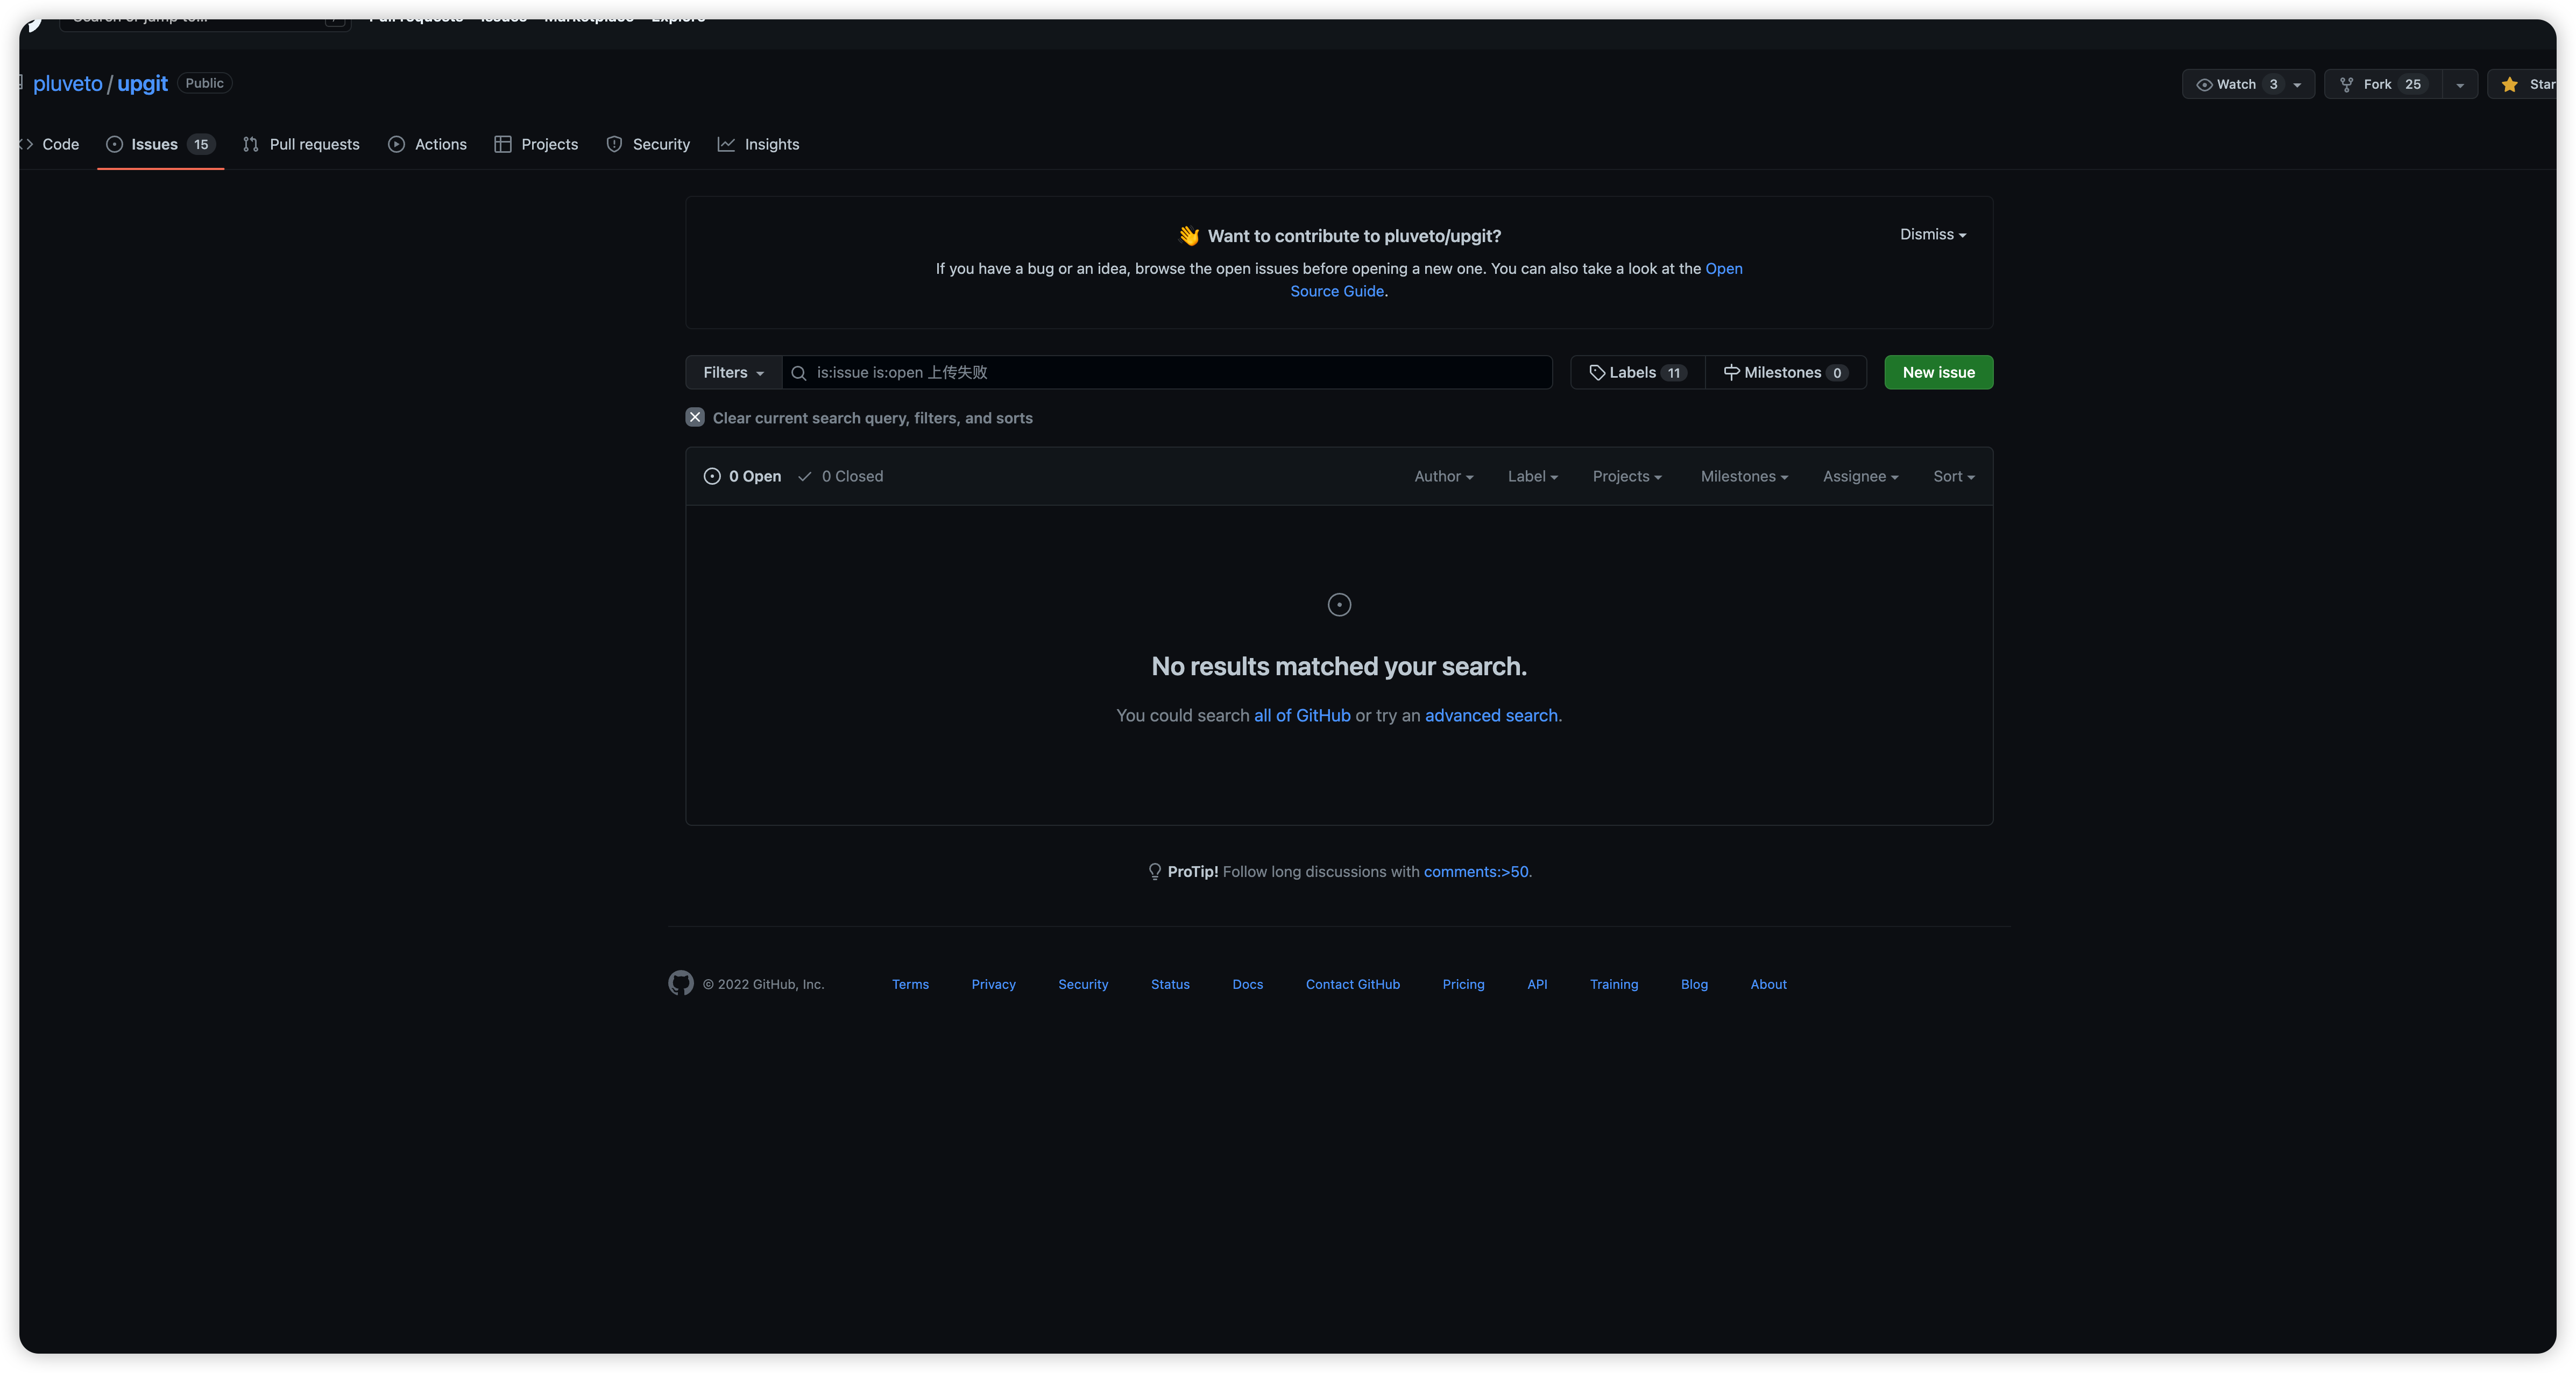 Search or jump to...
Pull requests Issues Marketplace Explore
pluveto / upgit Public
Watch 3 Fork 25 Star
Code Issues 15 Pull requests Actions Projects Security Insights
👋 Want to contribute to pluveto/upgit?
Dismiss
If you have a bug or an idea, browse the open issues before opening a new one. You can also take a look at the Open
Source Guide.
Filters is:issue is:open 上传失败 Labels 11 Milestones 0 New issue
Clear current search query, filters, and sorts
0 Open 0 Closed Author Label Projects Milestones Assignee Sort
No results matched your search.
You could search all of GitHub or try an advanced search.
ProTip! Follow long discussions with comments:>50.
© 2022 GitHub, Inc. Terms Privacy Security Status Docs Contact GitHub Pricing API Training Blog About